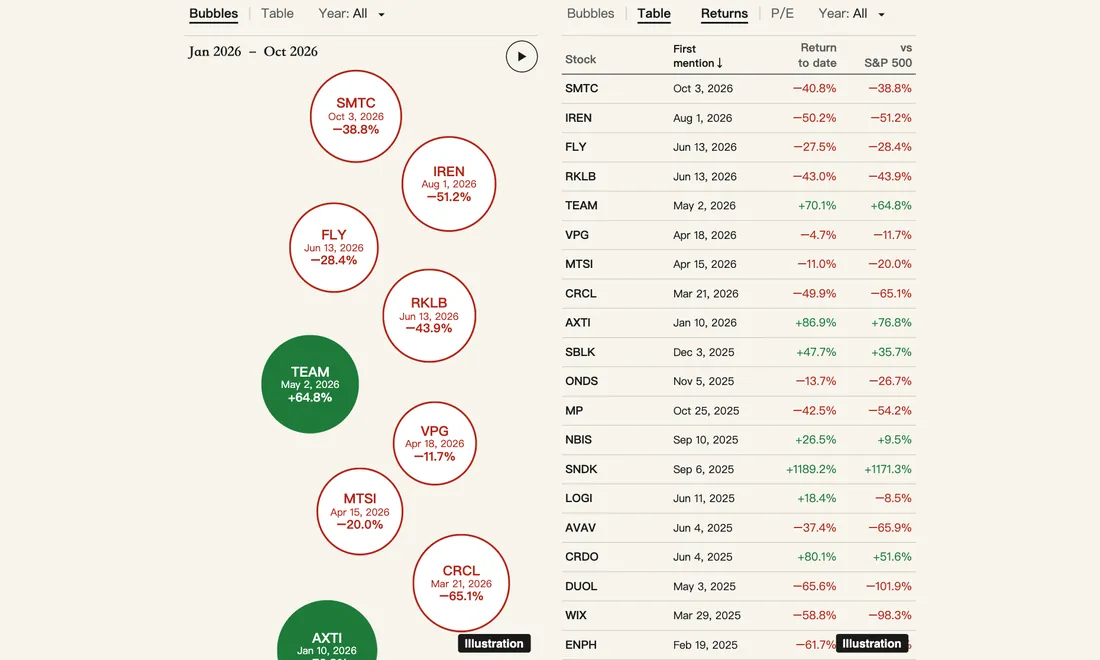 Bubbles Table Year: All
Jan 2026 – Oct 2026
SMTC
Oct 3, 2026
−38.8%
IREN
Aug 1, 2026
−51.2%
FLY
Jun 13, 2026
−28.4%
RKLB
Jun 13, 2026
−43.9%
TEAM
May 2, 2026
+64.8%
VPG
Apr 18, 2026
−11.7%
MTSI
Apr 15, 2026
−20.0%
CRCL
Mar 21, 2026
−65.1%
AXTI
Jan 10, 2026
Illustration
Bubbles Table Returns P/E Year: All
Stock First mention↓ Return to date vs S&P 500
SMTC Oct 3, 2026 −40.8% −38.8%
IREN Aug 1, 2026 −50.2% −51.2%
FLY Jun 13, 2026 −27.5% −28.4%
RKLB Jun 13, 2026 −43.0% −43.9%
TEAM May 2, 2026 +70.1% +64.8%
VPG Apr 18, 2026 −4.7% −11.7%
MTSI Apr 15, 2026 −11.0% −20.0%
CRCL Mar 21, 2026 −49.9% −65.1%
AXTI Jan 10, 2026 +86.9% +76.8%
SBLK Dec 3, 2025 +47.7% +35.7%
ONDS Nov 5, 2025 −13.7% −26.7%
MP Oct 25, 2025 −42.5% −54.2%
NBIS Sep 10, 2025 +26.5% +9.5%
SNDK Sep 6, 2025 +1189.2% +1171.3%
LOGI Jun 11, 2025 +18.4% −8.5%
AVAV Jun 4, 2025 −37.4% −65.9%
CRDO Jun 4, 2025 +80.1% +51.6%
DUOL May 3, 2025 −65.6% −101.9%
WIX Mar 29, 2025 −58.8% −98.3%
ENPH Feb 19, 2025 −61.7%
Illustration